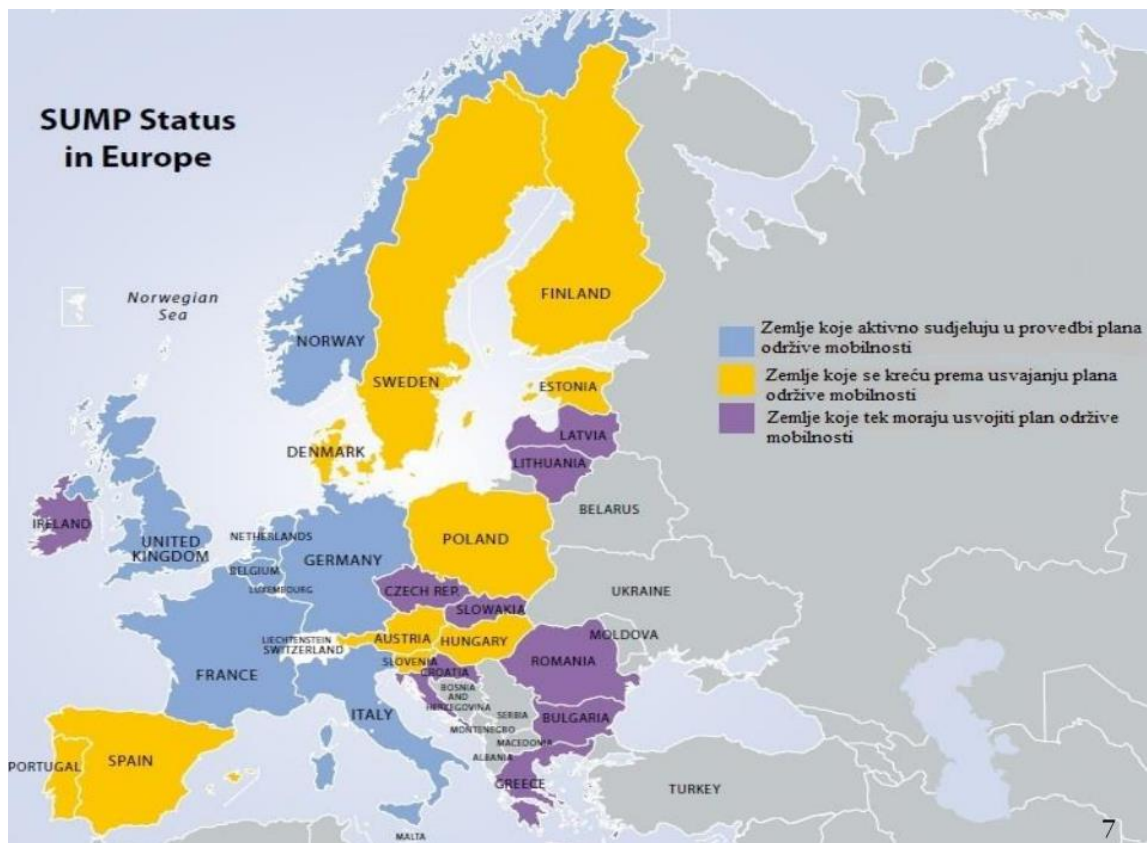 SUMP Status
in Europe
Norwegian
Sea
NORWAY
SWEDEN
FINLAND
ESTONIA
LATVIA
LITHUANIA
DENMARK
IRELAND
UNITED
KINGDOM
NETHERLANDS
BELGIUM
LUXEMBOURG
GERMANY
POLAND
BELARUS
UKRAINE
CZECH REP.
SLOWAKIA
MOLDOVA
LIECHTENSTEIN
SWITZERLAND
AUSTRIA
HUNGARY
SLOVENIA
CROATIA
ROMANIA
FRANCE
BOSNIA
AND
HERZEGOVINA
SERBIA
MONTENEGRO
BULGARIA
MACEDONIA
ALBANIA
ITALY
GREECE
TURKEY
PORTUGAL
SPAIN
MALTA
Zemlje koje aktivno sudjeluju u provedbi plana
održive mobilnosti
Zemlje koje se kreću prema usvajanju plana
održive mobilnosti
Zemlje koje tek moraju usvojiti plan održive
mobilnosti
7